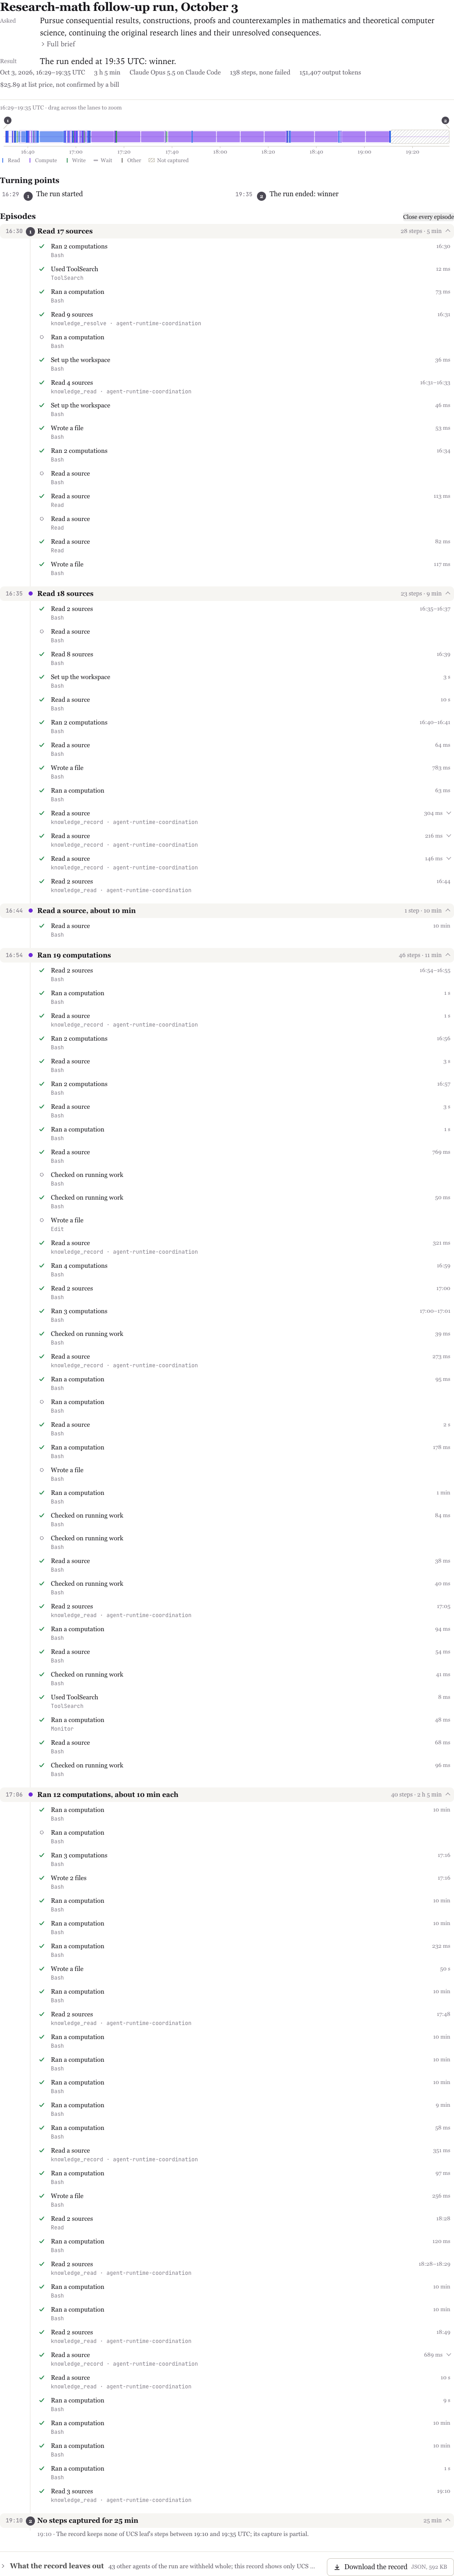 Research-math follow-up run, October 3
Asked
Pursue consequential results, constructions, proofs and counterexamples in mathematics and theoretical computer
science, continuing the original research lines and their unresolved consequences.
Full brief
Result
The run ended at 19:35 UTC: winner.
Oct 3, 2026, 16:29–19:35 UTC 3 h 5 min Claude Opus 5.5 on Claude Code 138 steps, none failed 151,407 output tokens
$25.89 at list price, not confirmed by a bill
16:29–19:35 UTC · drag across the lanes to zoom
1 2
16:40 17:00 17:20 17:40 18:00 18:20 18:40 19:00 19:20
Read Compute Write Wait Other Not captured
Turning points
16:29 1 The run started
19:35 2 The run ended: winner
Episodes
Close every episode
16:30 1 Read 17 sources 28 steps · 5 min
Ran 2 computations 16:30
Bash
Used ToolSearch 12 ms
ToolSearch
Ran a computation 73 ms
Bash
Read 9 sources 16:31
knowledge_resolve · agent-runtime-coordination
Ran a computation
Bash
Set up the workspace 36 ms
Bash
Read 4 sources 16:31–16:33
knowledge_read · agent-runtime-coordination
Set up the workspace 46 ms
Bash
Wrote a file 53 ms
Bash
Ran 2 computations 16:34
Bash
Read a source
Bash
Read a source 113 ms
Read
Read a source
Read
Read a source 82 ms
Read
Wrote a file 117 ms
Bash
16:35 Read 18 sources 23 steps · 9 min
Read 2 sources 16:35–16:37
Bash
Read a source
Bash
Read 8 sources 16:39
Bash
Set up the workspace 3 s
Bash
Read a source 10 s
Bash
Ran 2 computations 16:40–16:41
Bash
Read a source 64 ms
Bash
Wrote a file 783 ms
Bash
Ran a computation 63 ms
Bash
Read a source 304 ms
knowledge_record · agent-runtime-coordination
Read a source 216 ms
knowledge_record · agent-runtime-coordination
Read a source 146 ms
knowledge_record · agent-runtime-coordination
Read 2 sources 16:44
knowledge_read · agent-runtime-coordination
16:44 Read a source, about 10 min 1 step · 10 min
Read a source 10 min
Bash
16:54 Ran 19 computations 46 steps · 11 min
Read 2 sources 16:54–16:55
Bash
Ran a computation 1 s
Bash
Read a source 1 s
knowledge_record · agent-runtime-coordination
Ran 2 computations 16:56
Bash
Read a source 3 s
Bash
Ran 2 computations 16:57
Bash
Read a source 3 s
Bash
Ran a computation 1 s
Bash
Read a source 769 ms
Bash
Checked on running work
Bash
Checked on running work 50 ms
Bash
Wrote a file
Edit
Read a source 321 ms
knowledge_record · agent-runtime-coordination
Ran 4 computations 16:59
Bash
Read 2 sources 17:00
Bash
Ran 3 computations 17:00–17:01
Bash
Checked on running work 39 ms
Bash
Read a source 273 ms
knowledge_record · agent-runtime-coordination
Ran a computation 95 ms
Bash
Ran a computation
Bash
Read a source 2 s
Bash
Ran a computation 178 ms
Bash
Wrote a file
Bash
Ran a computation 1 min
Bash
Checked on running work 84 ms
Bash
Checked on running work
Bash
Read a source 38 ms
Bash
Checked on running work 40 ms
Bash
Read 2 sources 17:05
knowledge_read · agent-runtime-coordination
Ran a computation 94 ms
Bash
Read a source 54 ms
Bash
Checked on running work 41 ms
Bash
Used ToolSearch 8 ms
ToolSearch
Ran a computation 48 ms
Monitor
Read a source 68 ms
Bash
Checked on running work 96 ms
Bash
17:06 Ran 12 computations, about 10 min each 40 steps · 2 h 5 min
Ran a computation 10 min
Bash
Ran a computation
Bash
Ran 3 computations 17:16
Bash
Wrote 2 files 17:16
Bash
Ran a computation 10 min
Bash
Ran a computation 10 min
Bash
Ran a computation 232 ms
Bash
Wrote a file 50 s
Bash
Ran a computation 10 min
Bash
Read 2 sources 17:48
knowledge_read · agent-runtime-coordination
Ran a computation 10 min
Bash
Ran a computation 10 min
Bash
Ran a computation 10 min
Bash
Ran a computation 9 min
Bash
Ran a computation 58 ms
Bash
Read a source 351 ms
knowledge_record · agent-runtime-coordination
Ran a computation 97 ms
Bash
Wrote a file 256 ms
Bash
Read 2 sources 18:28
Read
Ran a computation 120 ms
Bash
Read 2 sources 18:28–18:29
knowledge_read · agent-runtime-coordination
Ran a computation 10 min
Bash
Ran a computation 10 min
Bash
Read 2 sources 18:49
knowledge_read · agent-runtime-coordination
Read a source 689 ms
knowledge_record · agent-runtime-coordination
Read a source 10 s
knowledge_read · agent-runtime-coordination
Ran a computation 9 s
Bash
Ran a computation 10 min
Bash
Ran a computation 10 min
Bash
Ran a computation 1 s
Bash
Read 3 sources 19:10
knowledge_read · agent-runtime-coordination
19:10 2 No steps captured for 25 min 25 min
19:10 · The record keeps none of UCS leaf's steps between 19:10 and 19:35 UTC; its capture is partial.
What the record leaves out 43 other agents of the run are withheld whole; this record shows only UCS ...
Download the record JSON, 592 KB